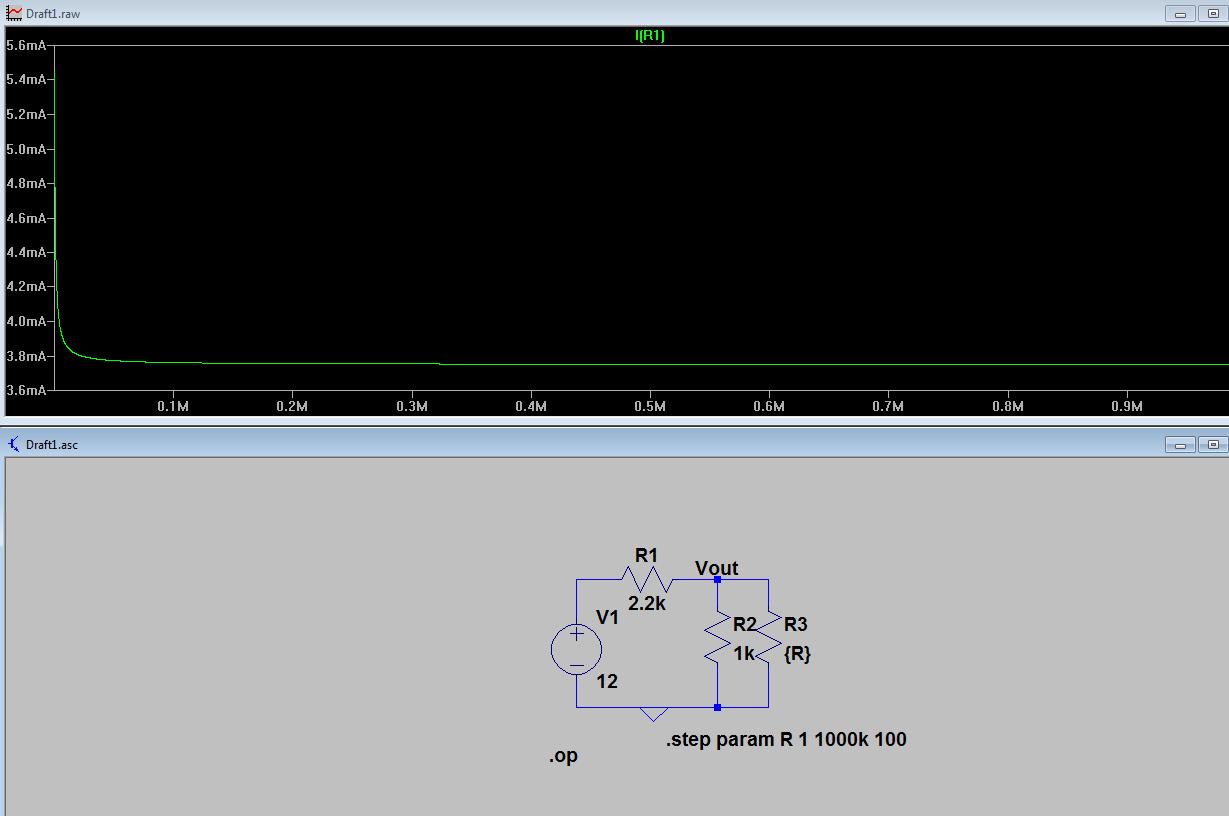 Draft1.raw
I(R1)
5.6mA
5.4mA
5.2mA
5.0mA
4.8mA
4.6mA
4.4mA
4.2mA
4.0mA
3.8mA
3.6mA
0.1M 0.2M 0.3M 0.4M 0.5M 0.6M 0.7M 0.8M 0.9M
Draft1.asc
R1
Vout
2.2k
V1
R2 R3
1k {R}
12
.step param R 1 1000k 100
.op